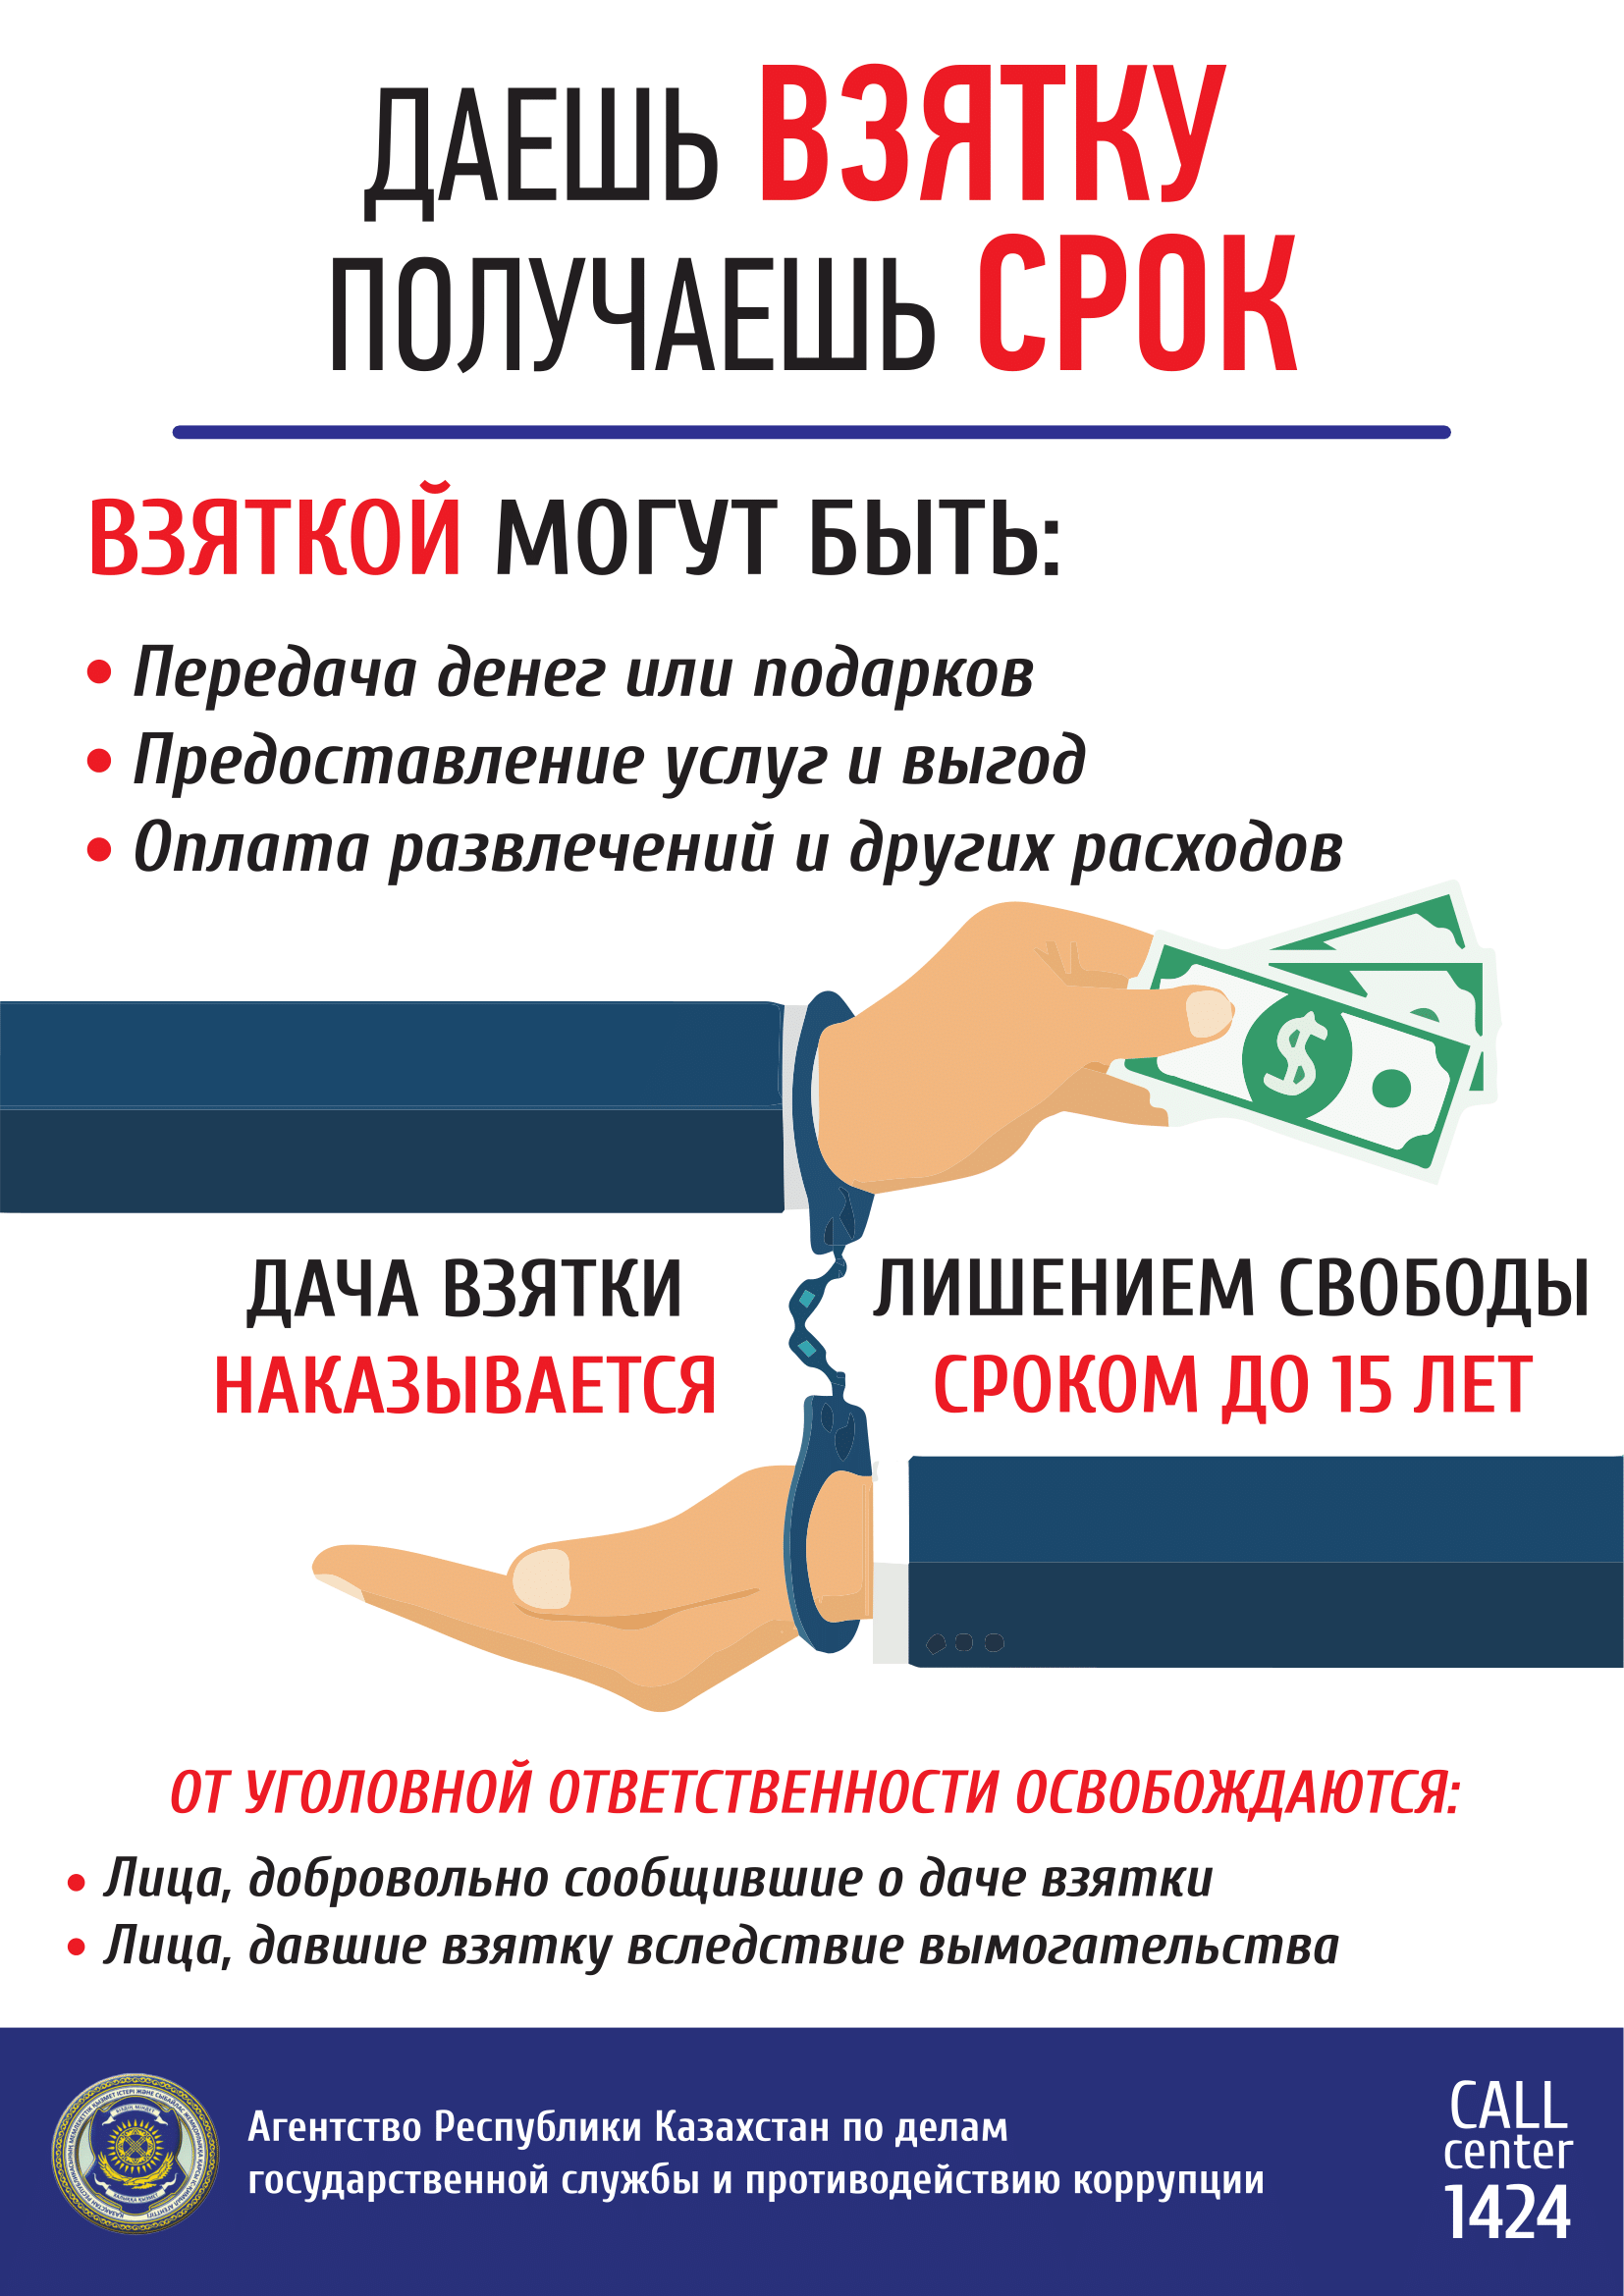 ДАЕШЬ ВЗЯТКУ
ПОЛУЧАЕШЬ СРОК
ВЗЯТКОЙ МОГУТ БЫТЬ:
• Передача денег или подарков
• Предоставление услуг и выгод
• Оплата развлечений и других расходов
$
ДАЧА ВЗЯТКИ
НАКАЗЫВАЕТСЯ
ЛИШЕНИЕМ СВОБОДЫ
СРОКОМ ДО 15 ЛЕТ
ОТ УГОЛОВНОЙ ОТВЕТСТВЕННОСТИ ОСВОБОЖДАЮТСЯ:
• Лица, добровольно сообщившие о даче взятки
• Лица, давшие взятку вследствие вымогательства
Агентство Республики Казахстан по делам
государственной службы и противодействию коррупции
CALL
center
1424